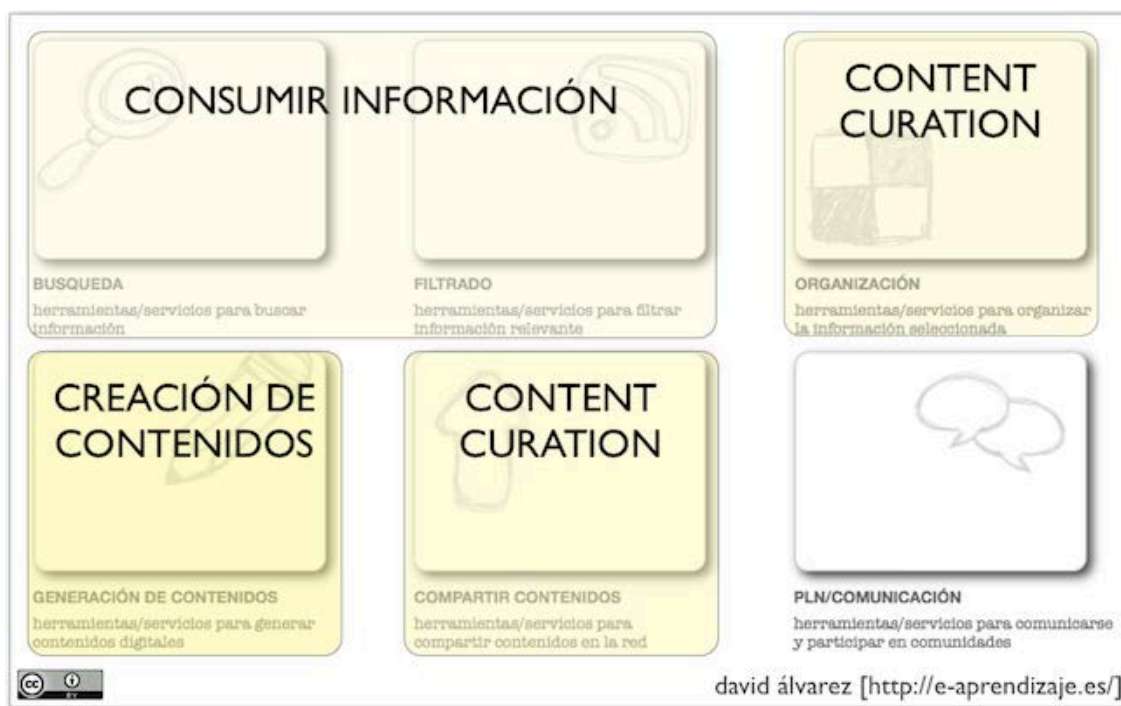 CONSUMIR INFORMACIÓN
BUSQUEDA
herramientas/servicios para buscar
información
FILTRADO
herramientas/servicios para filtrar
información relevante
CONTENT
CURATION
ORGANIZACIÓN
herramientas/servicios para organizar
la información seleccionada
CREACIÓN DE
CONTENIDOS
GENERACIÓN DE CONTENIDOS
herramientas/servicios para generar
contenidos digitales
CONTENT
CURATION
COMPARTIR CONTENIDOS
herramientas/servicios para
compartir contenidos en la red
PLN/COMUNICACIÓN
herramientas/servicios para comunicarse
y participar en comunidades
cc
BY
david álvarez [http://e-aprendizaje.es/]